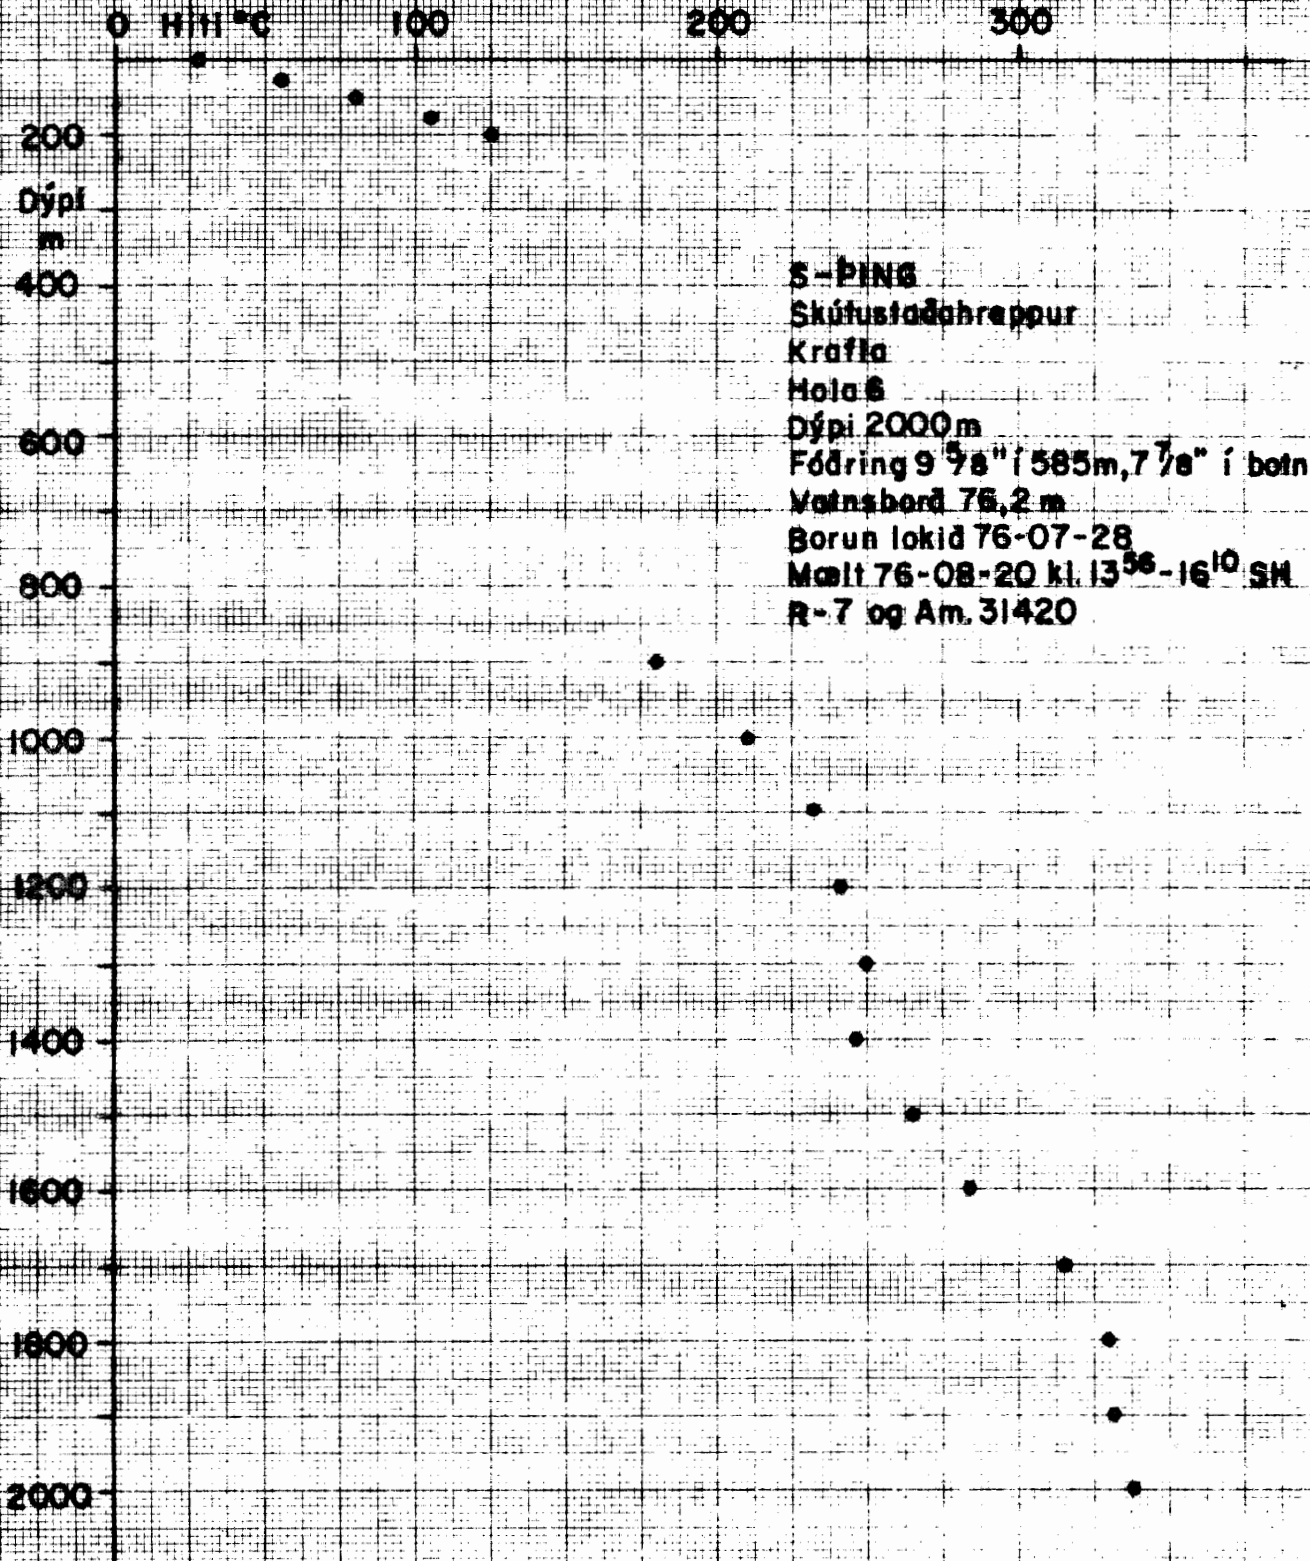 0 Hiti °C 100 200 300
200
Dýpi
m
400
600
800
1000
1200
1400
1600
1800
2000
S-ÞING
Skútustaðahreppur
Krafla
Hola 6
Dýpi 2000 m
Fóðring 9 5/8" í 585m, 7 7/8" í botn
Vatnsborð 76,2 m
Borun lokið 76-07-28
Mælt 76-08-20 kl. 13⁵⁶-16¹⁰ SH
R-7 og Am. 31420